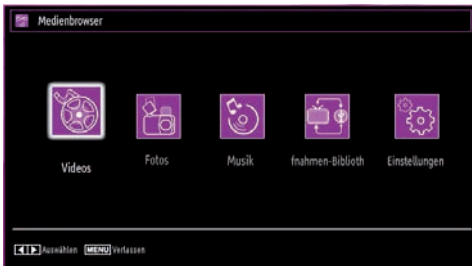 Medienbrowser
Videos Fotos Musik fnahmen-Biblioth Einstellungen
Auswählen MENU Verlassen